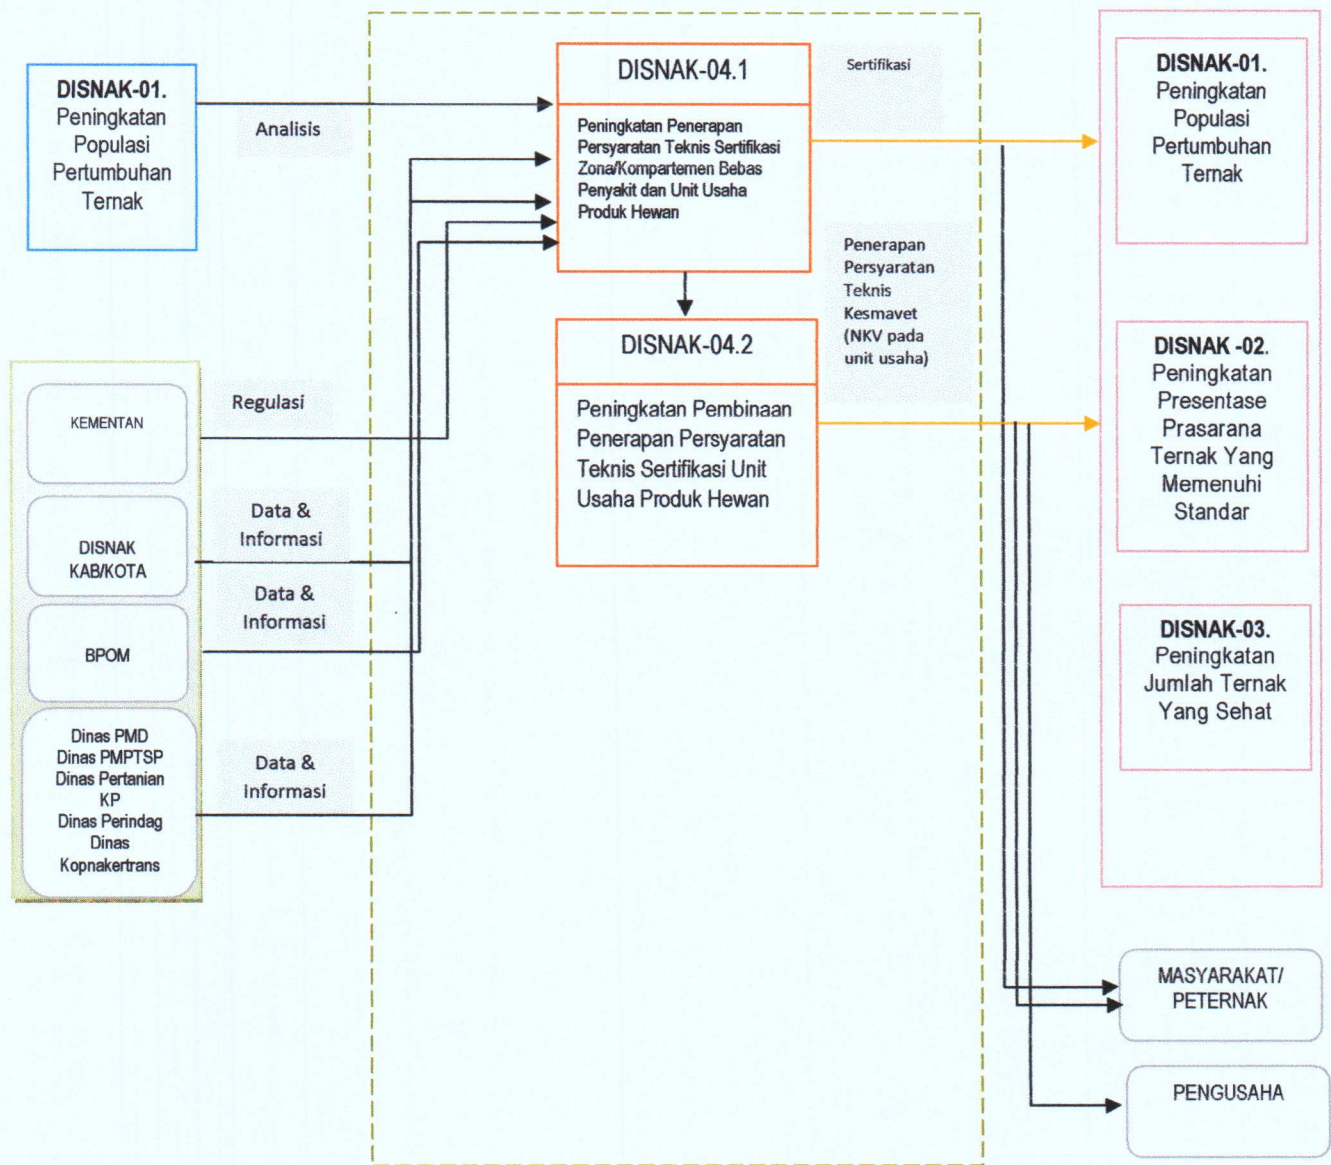 DISNAK-01.
Peningkatan
Populasi
Pertumbuhan
Ternak
Analisis
KEMENTAN
Regulasi
DISNAK
KAB/KOTA
Data &
Informasi
BPOM
Data &
Informasi
Dinas PMD
Dinas PMPTSP
Dinas Pertanian
KP
Dinas Perindag
Dinas
Kopnakertrans
Data &
Informasi
DISNAK-04.1
Peningkatan Penerapan
Persyaratan Teknis Sertifikasi
Zona/Kompartemen Bebas
Penyakit dan Unit Usaha
Produk Hewan
DISNAK-04.2
Peningkatan Pembinaan
Penerapan Persyaratan
Teknis Sertifikasi Unit
Usaha Produk Hewan
Sertifikasi
Penerapan
Persyaratan
Teknis
Kesmavet
(NKV pada
unit usaha)
DISNAK-01.
Peningkatan
Populasi
Pertumbuhan
Ternak
DISNAK -02.
Peningkatan
Presentase
Prasarana
Ternak Yang
Memenuhi
Standar
DISNAK-03.
Peningkatan
Jumlah Ternak
Yang Sehat
MASYARAKAT/
PETERNAK
PENGUSAHA